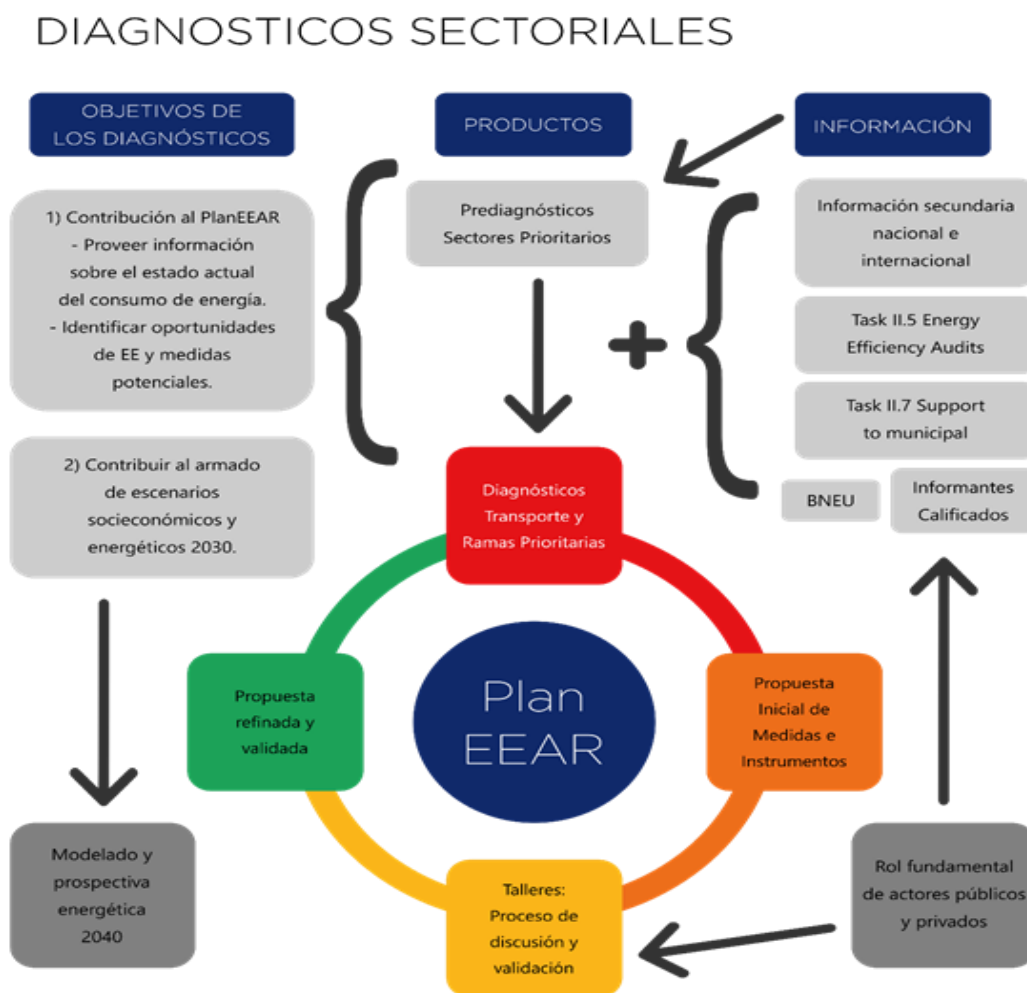 DIAGNOSTICOS SECTORIALES
OBJETIVOS DE
LOS DIAGNÓSTICOS
1) Contribución al PlanEEAR
- Proveer información
sobre el estado actual
del consumo de energía.
- Identificar oportunidades
de EE y medidas
potenciales.
2) Contribuir al armado
de escenarios
socieconómicos y
energéticos 2030.
Modelado y
prospectiva
energética
2040
PRODUCTOS
Prediagnósticos
Sectores Prioritarios
Diagnósticos
Transporte y
Ramas Prioritarias
Propuesta
refinada y
validada
Plan
EEAR
Propuesta
Inicial de
Medidas e
Instrumentos
Talleres:
Proceso de
discusión y
validación
INFORMACIÓN
Información secundaria
nacional e
internacional
Task II.5 Energy
Efficiency Audits
Task II.7 Support
to municipal
BNEU
Informantes
Calificados
Rol fundamental
de actores públicos
y privados